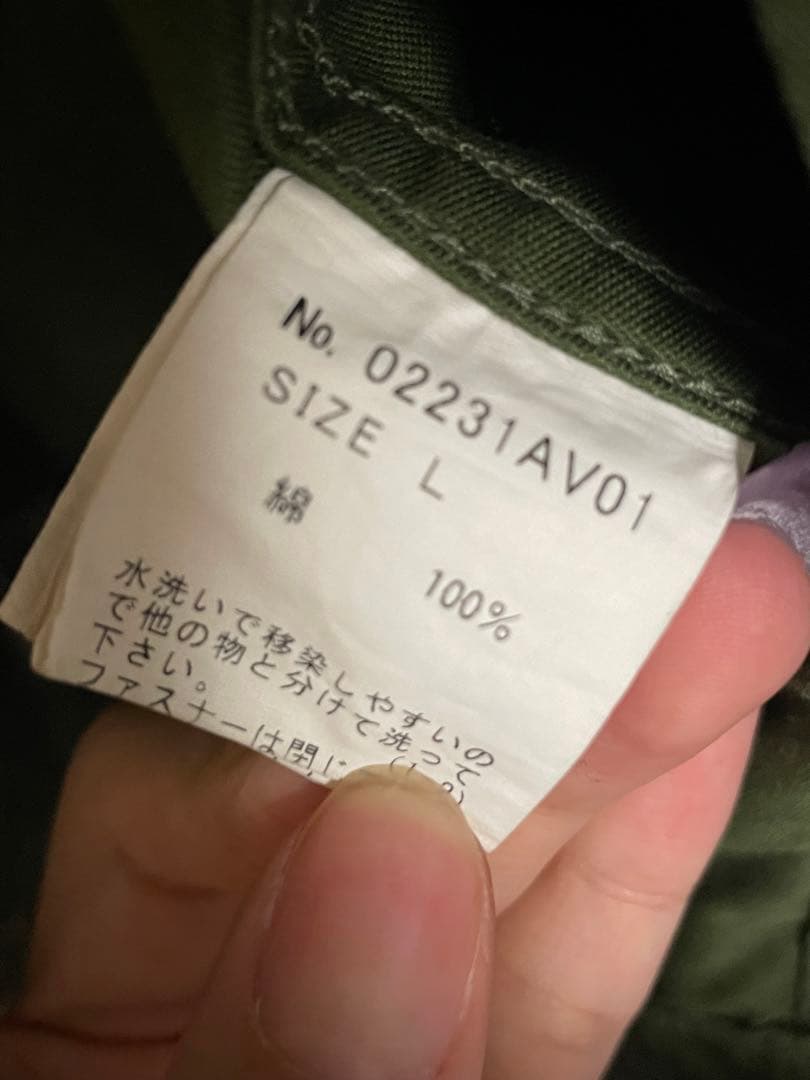 No. 02231AV01
SIZE L
綿 100%
水洗いで移染しやすいの
で他の物と分けて洗って
下さい。
ファスナーは閉じ